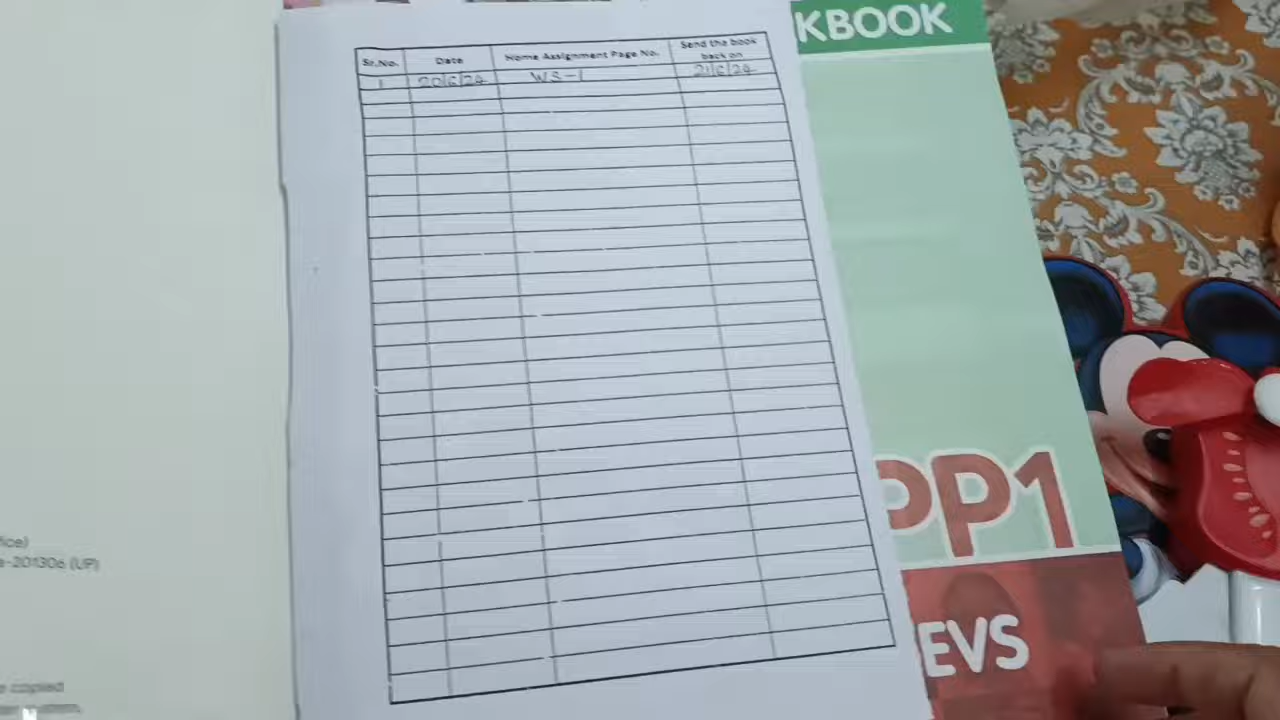 KBOOK
Sr.No. Date Home Assignment Page No. Send the book back on
1 20/6/24 WS-1 21/6/24
PP1
EVS
-201306 (UP)
copied